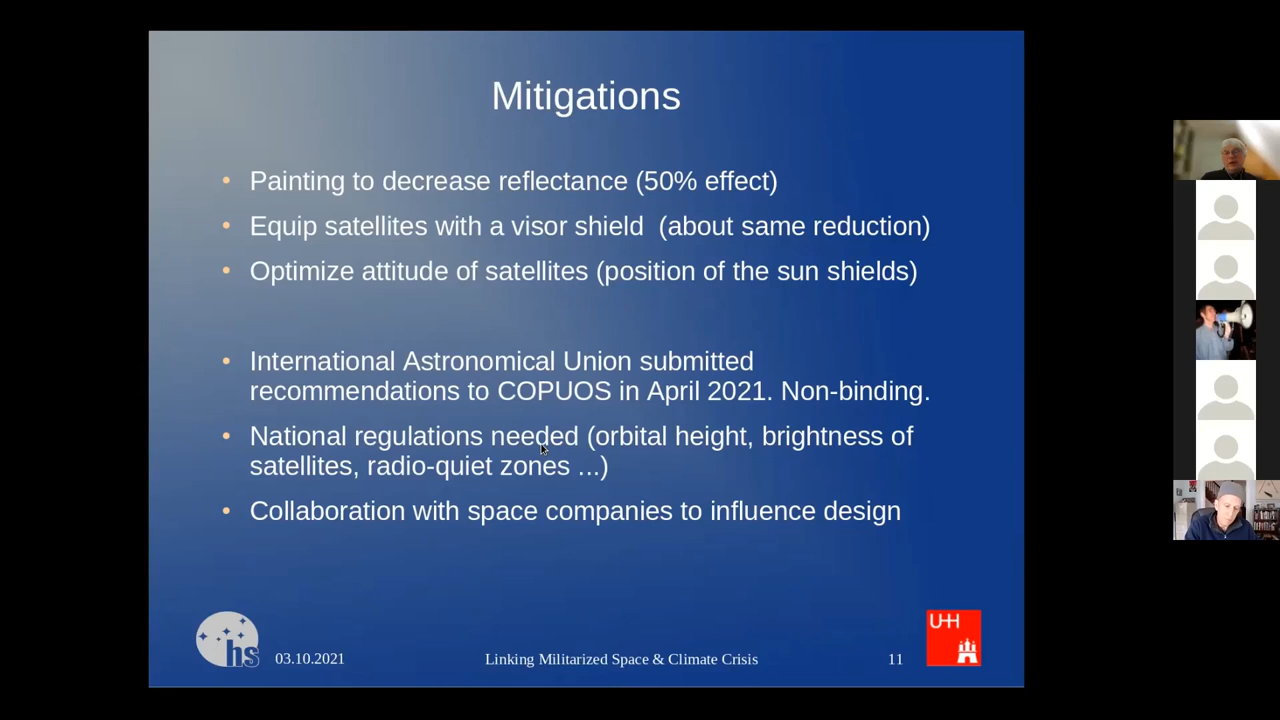 Mitigations
• Painting to decrease reflectance (50% effect)
• Equip satellites with a visor shield (about same reduction)
• Optimize attitude of satellites (position of the sun shields)
• International Astronomical Union submitted
recommendations to COPUOS in April 2021. Non-binding.
• National regulations needed (orbital height, brightness of
satellites, radio-quiet zones ...)
• Collaboration with space companies to influence design
hs
03.10.2021
Linking Militarized Space & Climate Crisis
11
UH